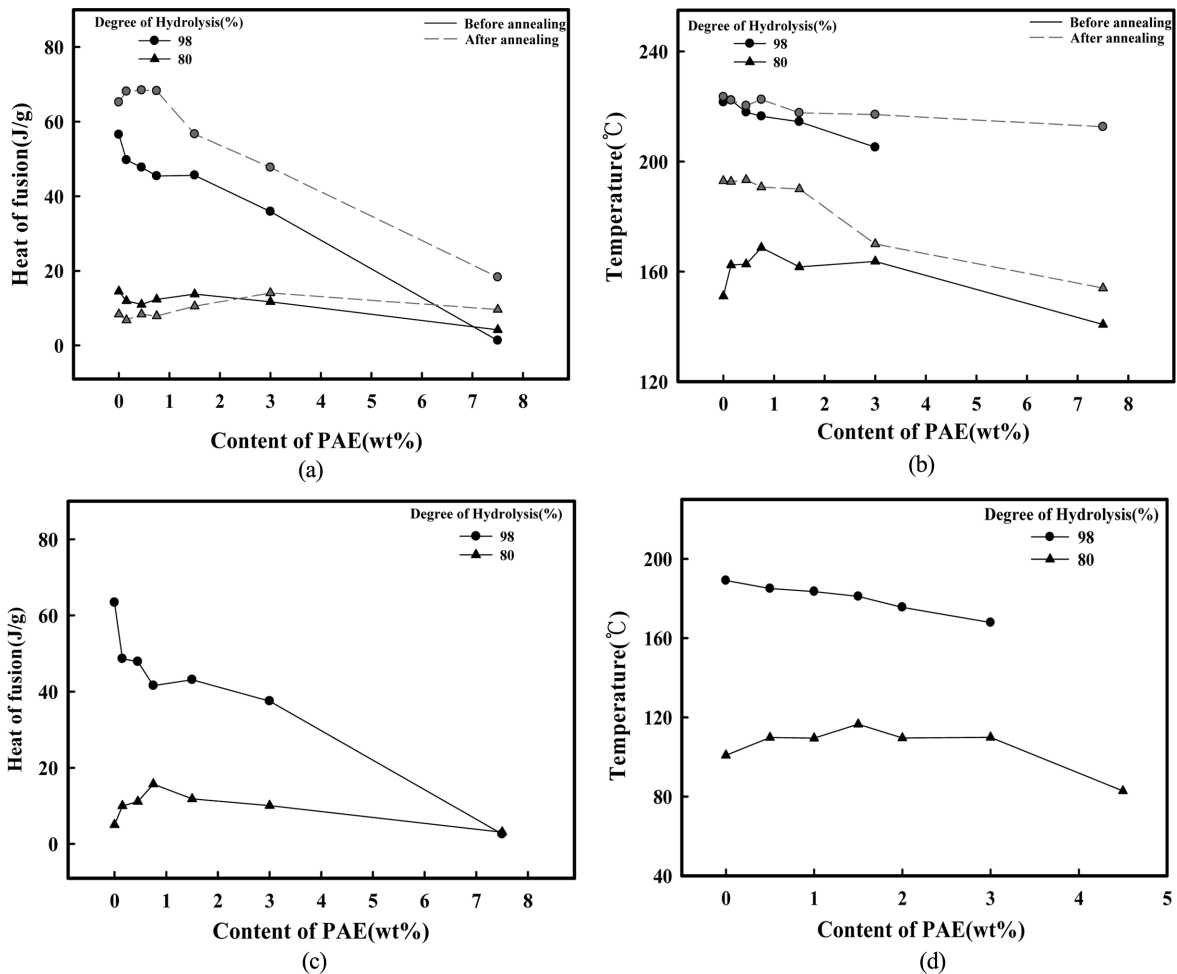 Degree of Hydrolysis(%)
98
80
Before annealing
After annealing
Heat of fusion(J/g)
80
60
40
20
0
0 1 2 3 4 5 6 7 8
Content of PAE(wt%)
(a)
Degree of Hydrolysis(%)
98
80
Before annealing
After annealing
Temperature(℃)
240
200
160
120
0 1 2 3 4 5 6 7 8
Content of PAE(wt%)
(b)
Degree of Hydrolysis(%)
98
80
Heat of fusion(J/g)
80
60
40
20
0
0 1 2 3 4 5 6 7 8
Content of PAE(wt%)
(c)
Degree of Hydrolysis(%)
98
80
Temperature(℃)
200
160
110
80
40
0 1 2 3 4 5
Content of PAE(wt%)
(d)